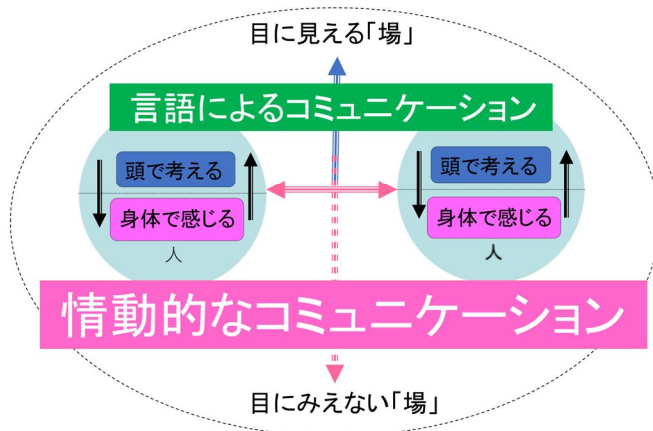 目に見える「場」
言語によるコミュニケーション
頭で考える
身体で感じる
人
頭で考える
身体で感じる
人
情動的なコミュニケーション
目にみえない「場」